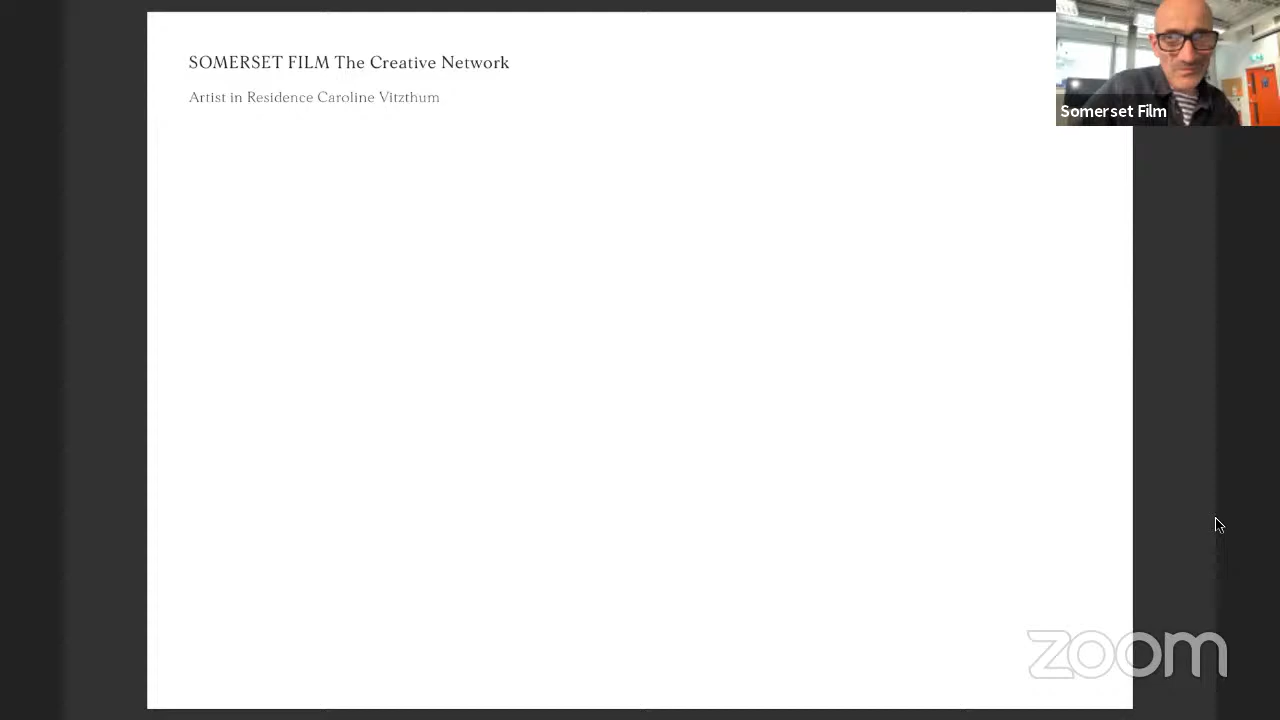 SOMERSET FILM The Creative Network
Artist in Residence Caroline Vitzthum
Somerset Film
zoom